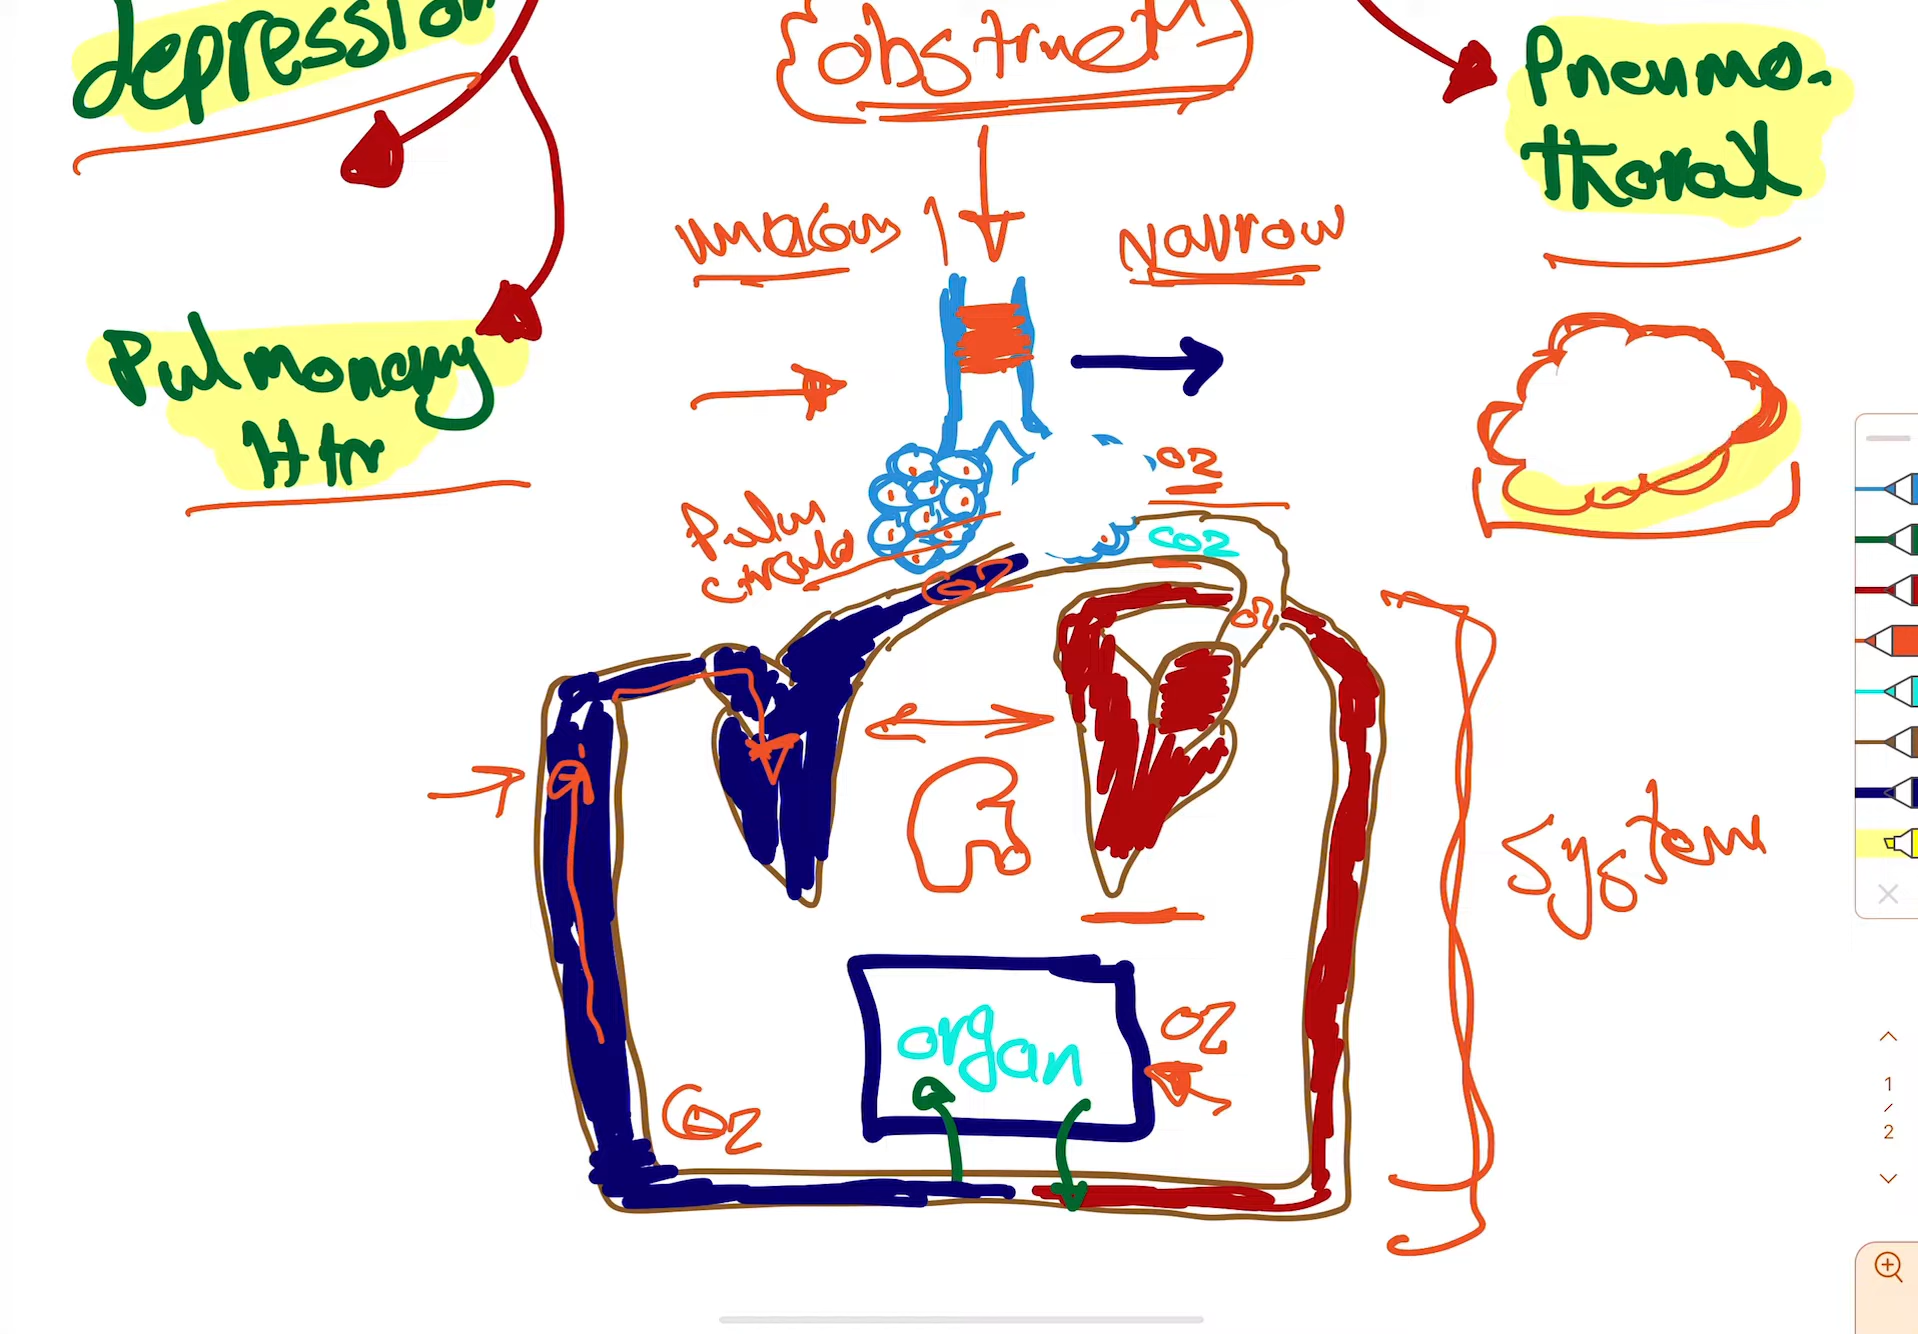 depression
obstruct
Pneumo-
thorax
mucous
Narrow
Pulmonary
Htn
O2
Pulm
CO2
CO2
O2
System
organ
O2
CO2
1
/
2